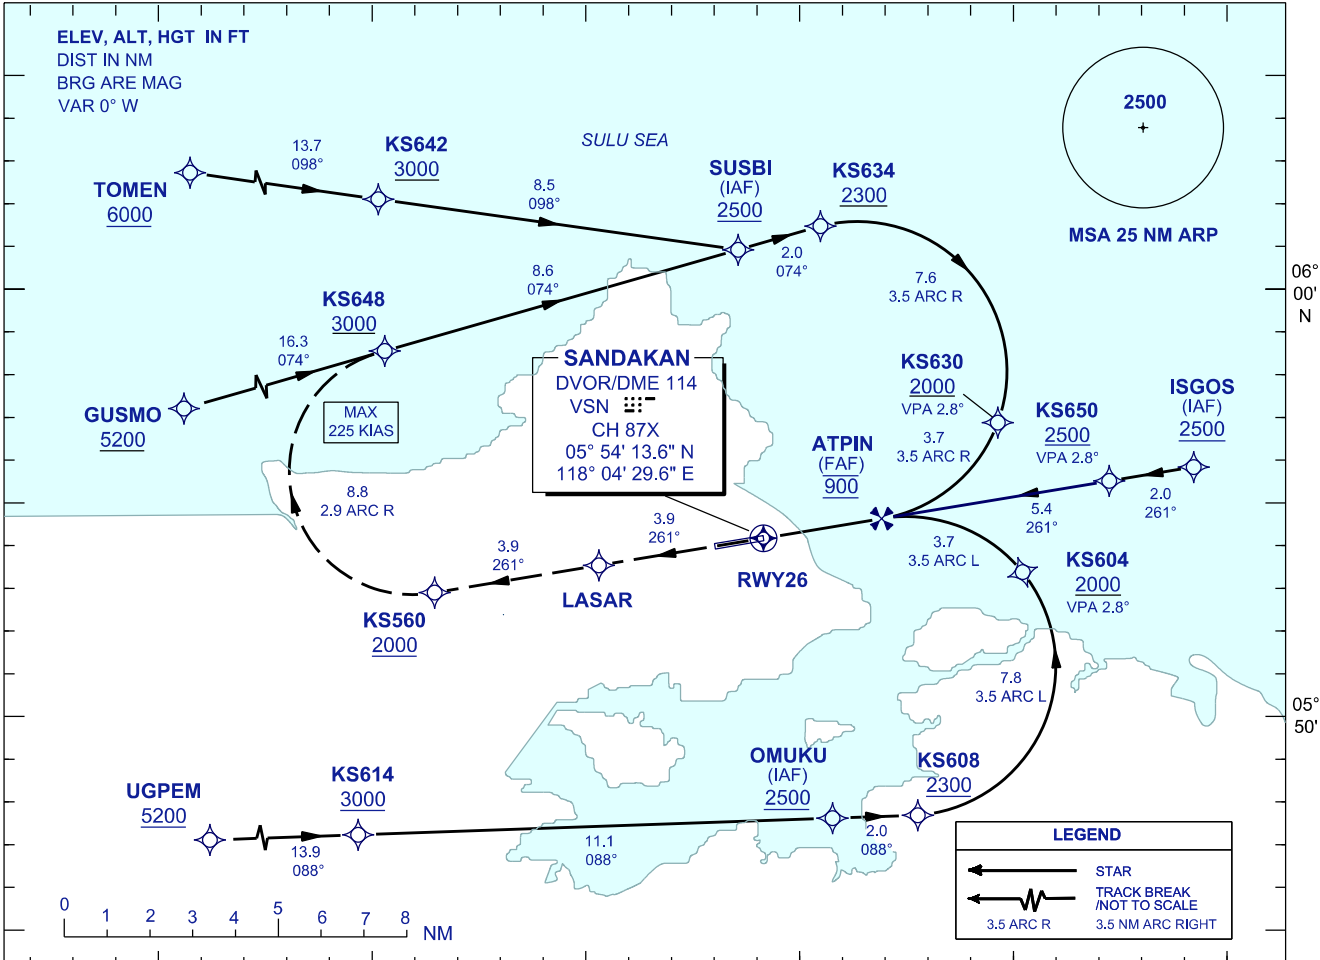 ELEV, ALT, HGT IN FT
DIST IN NM
BRG ARE MAG
VAR 0° W
2500
MSA 25 NM ARP
SULU SEA
13.7
098°
KS642
3000
TOMEN
6000
8.5
098°
SUSBI
(IAF)
2500
KS634
2300
2.0
074°
7.6
3.5 ARC R
06°
00'
N
8.6
074°
KS648
3000
16.3
074°
GUSMO
5200
MAX
225 KIAS
SANDAKAN
DVOR/DME 114
VSN
CH 87X
05° 54' 13.6" N
118° 04' 29.6" E
KS630
2000
VPA 2.8°
3.7
3.5 ARC R
ATPIN
(FAF)
900
KS650
2500
VPA 2.8°
ISGOS
(IAF)
2500
2.0
261°
5.4
261°
8.8
2.9 ARC R
3.9
261°
3.9
261°
RWY26
LASAR
KS560
2000
3.7
3.5 ARC L
KS604
2000
VPA 2.8°
7.8
3.5 ARC L
05°
50'
OMUKU
(IAF)
2500
KS608
2300
2.0
088°
UGPEM
5200
KS614
3000
13.9
088°
11.1
088°
0 1 2 3 4 5 6 7 8 NM
LEGEND
STAR
TRACK BREAK
/NOT TO SCALE
3.5 ARC R 3.5 NM ARC RIGHT